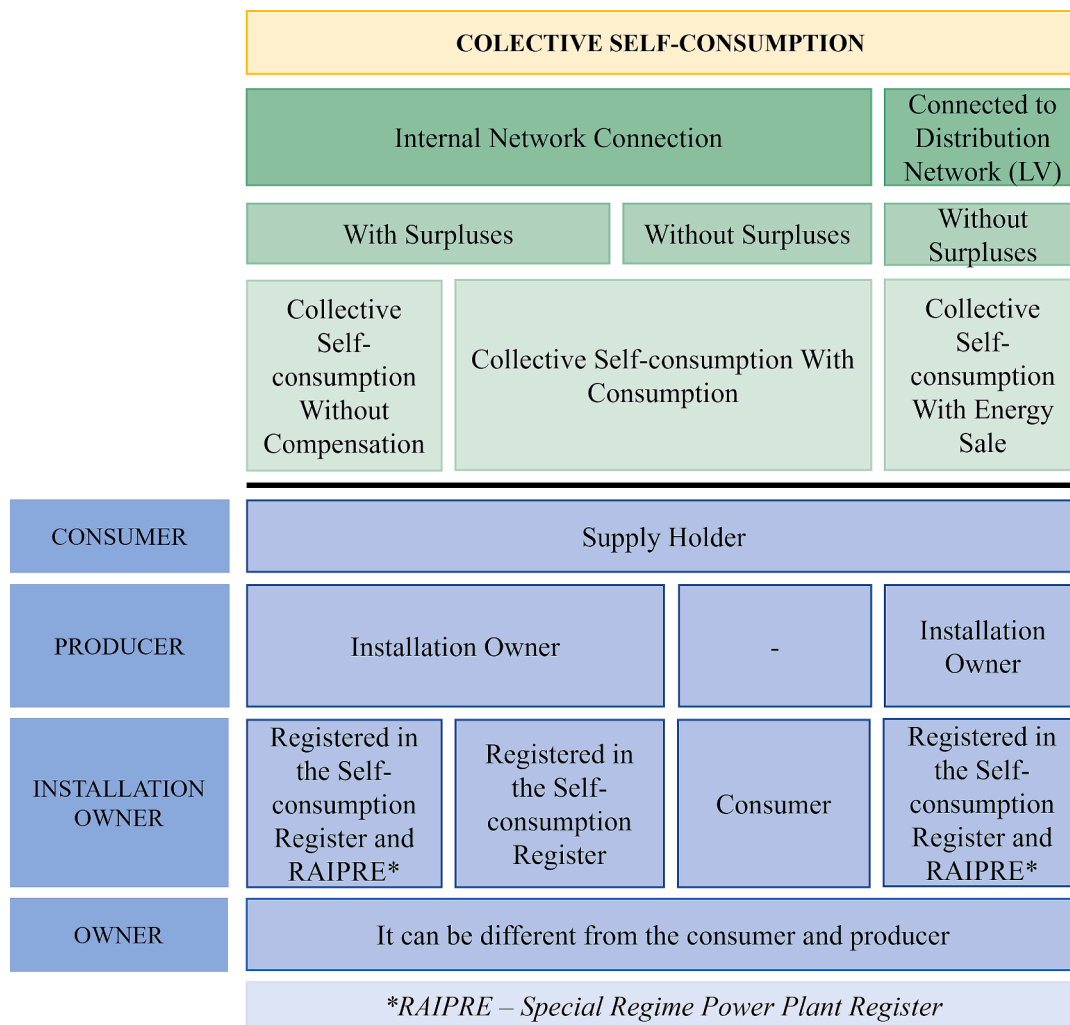 COLECTIVE SELF-CONSUMPTION
Internal Network Connection
Connected to
Distribution
Network (LV)
With Surpluses
Without Surpluses
Without
Surpluses
Collective
Self-
consumption
Without
Compensation
Collective Self-consumption With
Consumption
Collective
Self-
consumption
With Energy
Sale
CONSUMER
Supply Holder
PRODUCER
Installation Owner
-
Installation
Owner
INSTALLATION
OWNER
Registered in
the Self-
consumption
Register and
RAIPRE*
Registered in
the Self-
consumption
Register
Consumer
Registered in
the Self-
consumption
Register and
RAIPRE*
OWNER
It can be different from the consumer and producer
*RAIPRE – Special Regime Power Plant Register